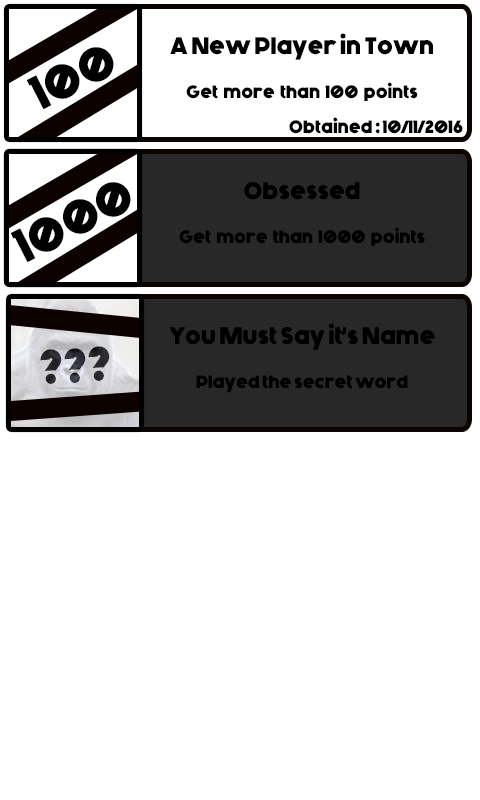 100
A New Player in Town
Get more than 100 points
Obtained : 10/11/2016
1000
Obsessed
Get more than 1000 points
???
You Must Say it's Name
Played the secret word